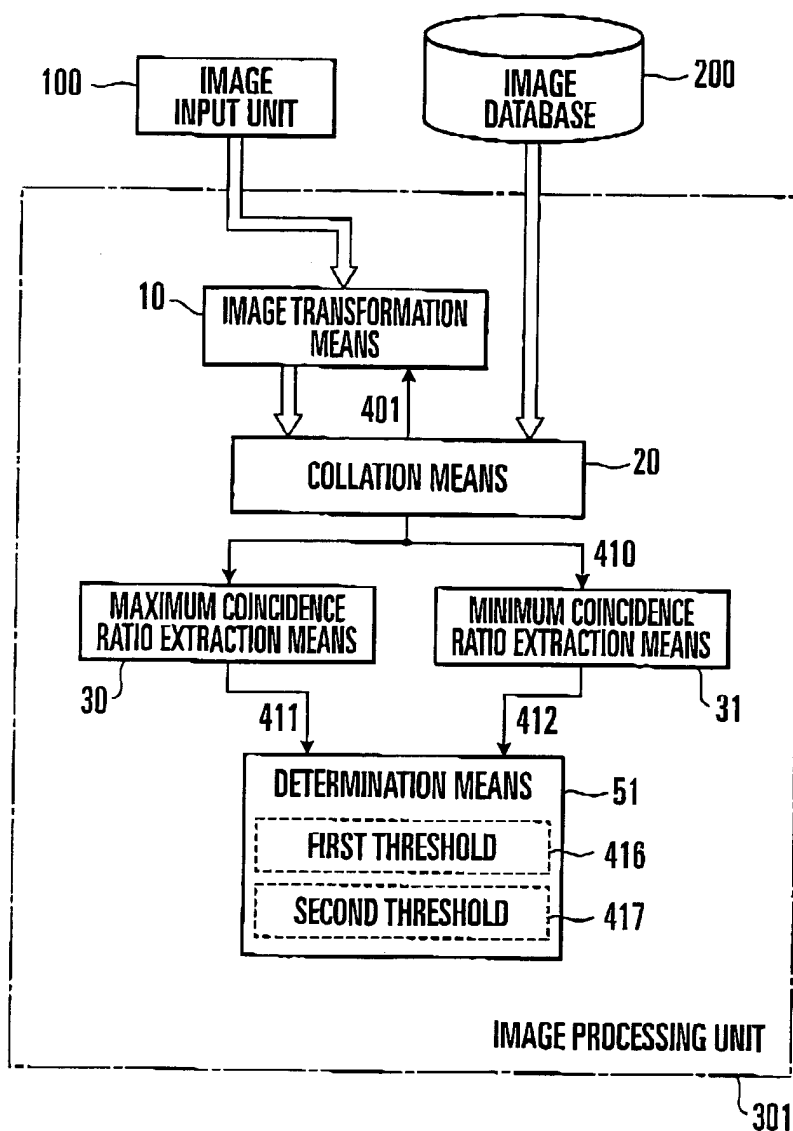 100
IMAGE
INPUT UNIT
IMAGE
DATABASE
200
10
IMAGE TRANSFORMATION
MEANS
401
COLLATION MEANS
20
410
MAXIMUM COINCIDENCE
RATIO EXTRACTION MEANS
30
MINIMUM COINCIDENCE
RATIO EXTRACTION MEANS
31
411
412
DETERMINATION MEANS
51
FIRST THRESHOLD
416
SECOND THRESHOLD
417
IMAGE PROCESSING UNIT
301